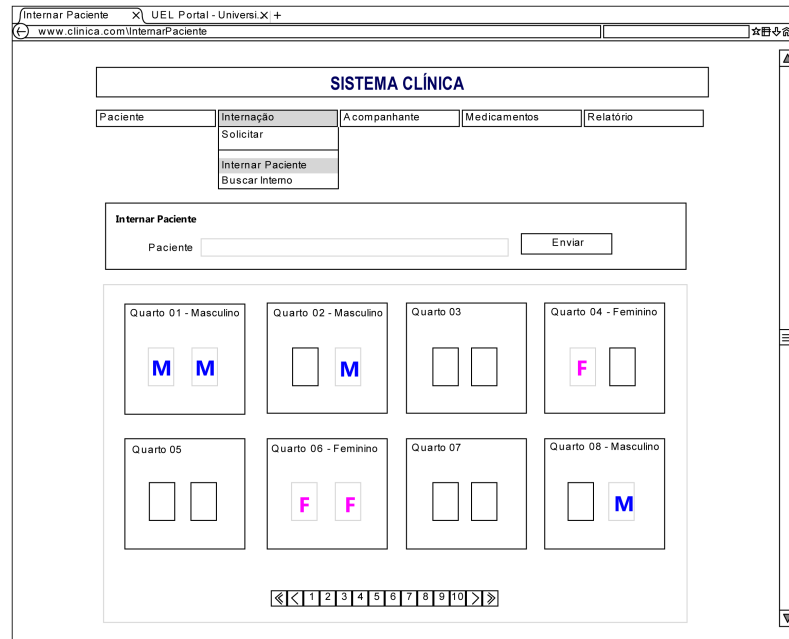 Internar Paciente X UEL Portal - Universi. X +
www.clinica.com\InternarPaciente
SISTEMA CLÍNICA
Paciente Internação Acompanhante Medicamentos Relatório
Solicitar
Internar Paciente
Buscar Interno
Internar Paciente
Paciente Enviar
Quarto 01 - Masculino Quarto 02 - Masculino Quarto 03 Quarto 04 - Feminino
M M M F
Quarto 05 Quarto 06 - Feminino Quarto 07 Quarto 08 - Masculino
F F M
1 2 3 4 5 6 7 8 9 10